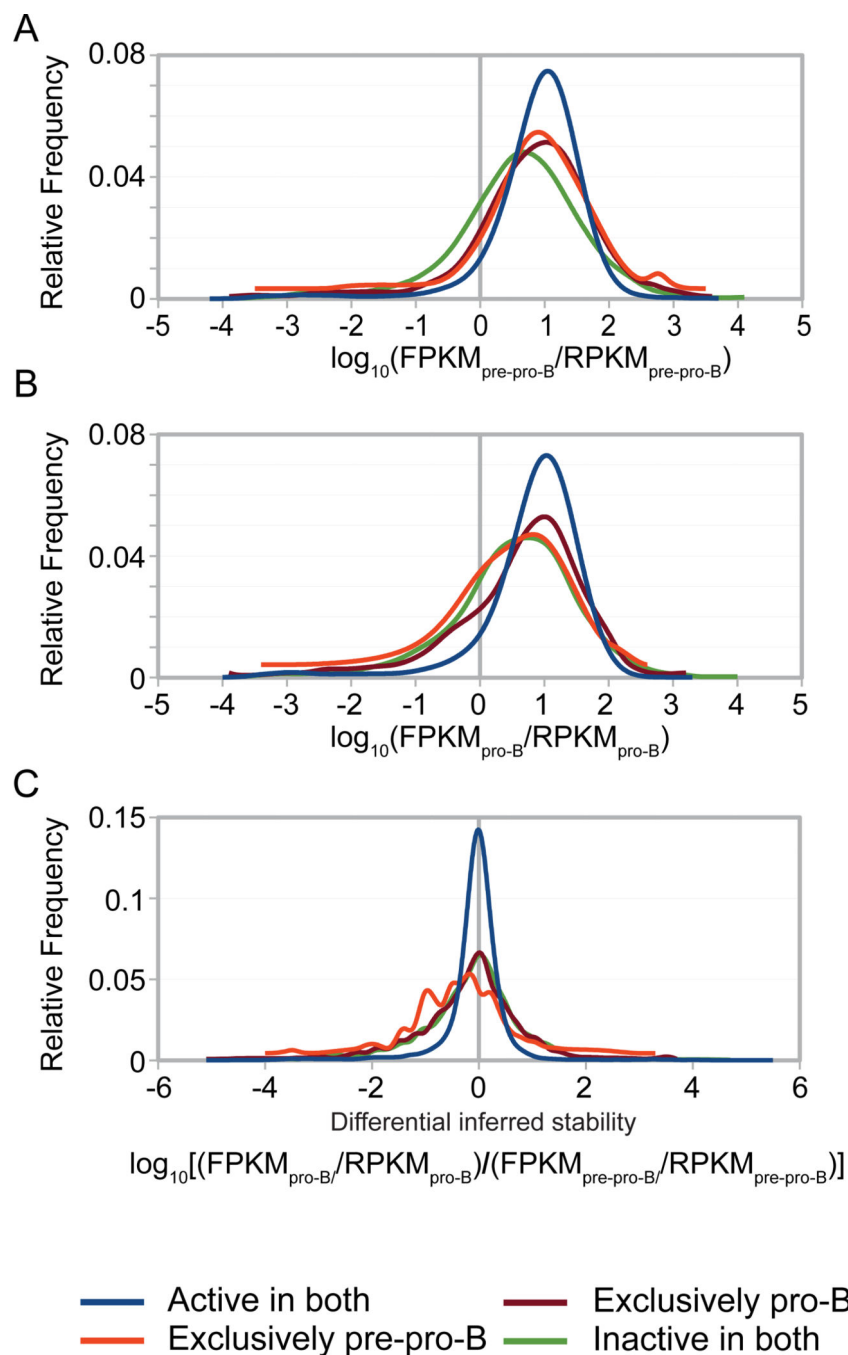 A
Relative Frequency
0.08
0.04
0
-5 -4 -3 -2 -1 0 1 2 3 4 5
log10(FPKMpre-pro-B/RPKMpre-pro-B)
B
Relative Frequency
0.08
0.04
0
-5 -4 -3 -2 -1 0 1 2 3 4 5
log10(FPKMpro-B/RPKMpro-B)
C
Relative Frequency
0.15
0.1
0.05
0
-6 -4 -2 0 2 4 6
Differential inferred stability
log10[(FPKMpro-B//RPKMpro-B)/(FPKMpre-pro-B//RPKMpre-pro-B)]
Active in both Exclusively pro-B
Exclusively pre-pro-B Inactive in both